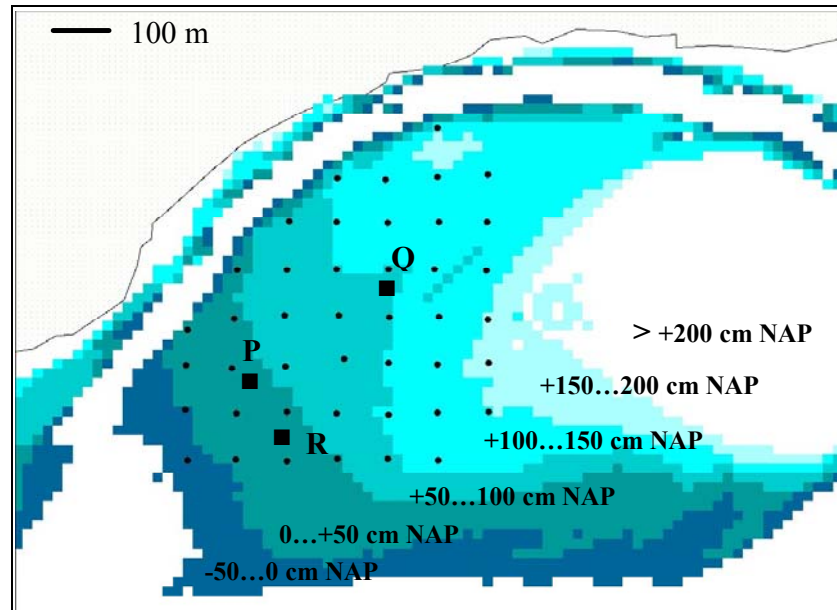 100 m
Q
P
R
> +200 cm NAP
+150…200 cm NAP
+100…150 cm NAP
+50…100 cm NAP
0…+50 cm NAP
-50…0 cm NAP